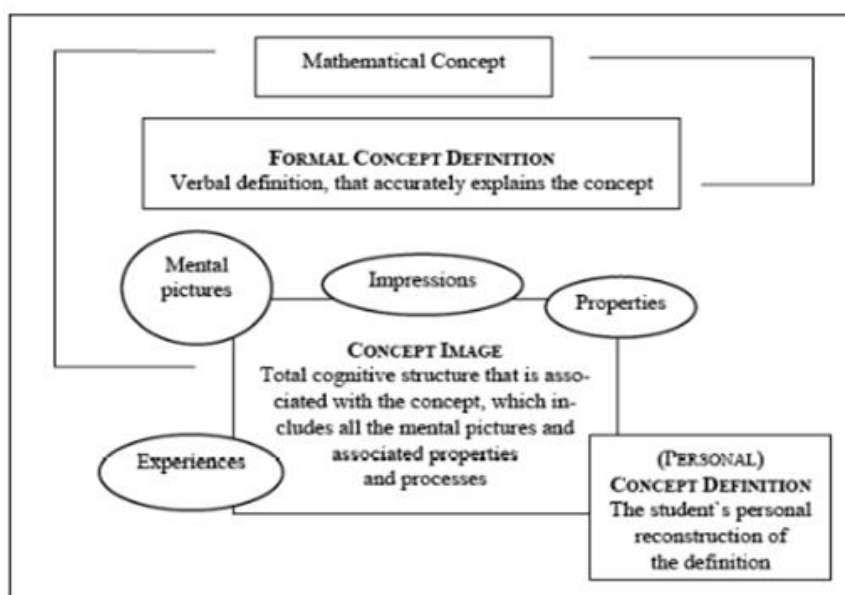 Mathematical Concept
FORMAL CONCEPT DEFINITION
Verbal definition, that accurately explains the concept
Mental
pictures
Impressions
Properties
CONCEPT IMAGE
Total cognitive structure that is asso-
ciated with the concept, which in-
cludes all the mental pictures and
associated properties
and processes
Experiences
(PERSONAL)
CONCEPT DEFINITION
The student`s personal
reconstruction of
the definition